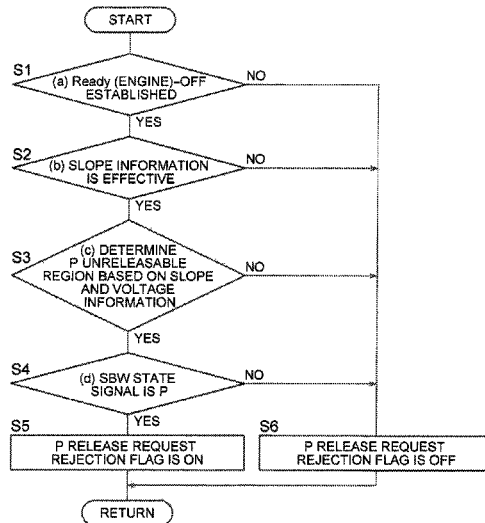 START
S1
(a) Ready (ENGINE)-OFF
ESTABLISHED
NO
YES
S2
(b) SLOPE INFORMATION
IS EFFECTIVE
NO
YES
S3
(c) DETERMINE
P UNRELEASABLE
REGION BASED ON SLOPE
AND VOLTAGE
INFORMATION
NO
YES
S4
(d) SBW STATE
SIGNAL IS P
NO
YES
S5
P RELEASE REQUEST
REJECTION FLAG IS ON
S6
P RELEASE REQUEST
REJECTION FLAG IS OFF
RETURN